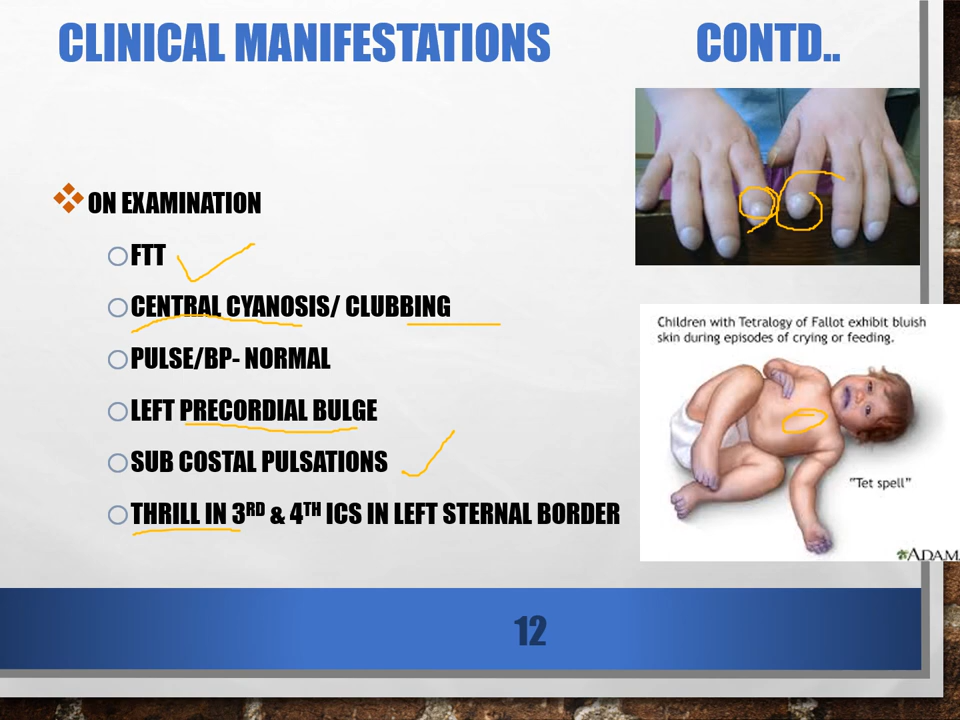 CLINICAL MANIFESTATIONS CONTD..
ON EXAMINATION
FTT
CENTRAL CYANOSIS/ CLUBBING
PULSE/BP- NORMAL
LEFT PRECORDIAL BULGE
SUB COSTAL PULSATIONS
THRILL IN 3RD & 4TH ICS IN LEFT STERNAL BORDER
Children with Tetralogy of Fallot exhibit bluish
skin during episodes of crying or feeding.
"Tet spell"
ADAM
12